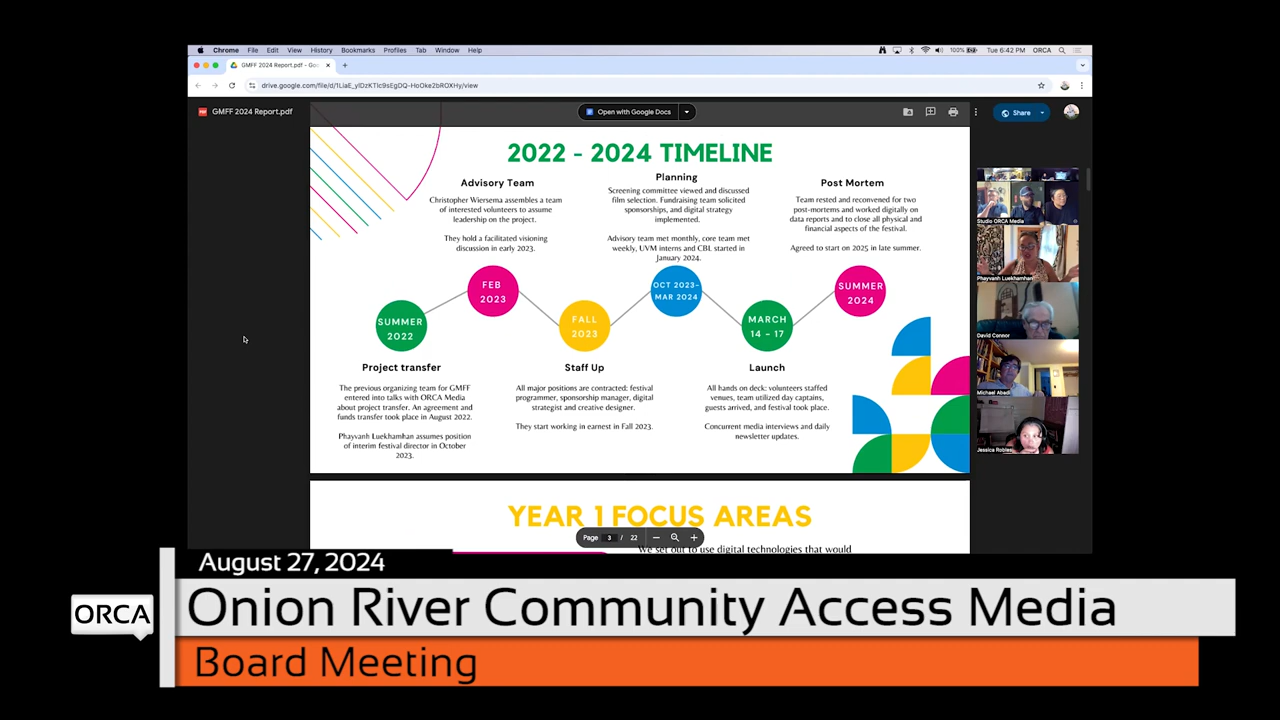 Chrome File Edit View History Bookmarks Profiles Tab Window Help
100% Tue 6:42 PM ORCA
GMFF 2024 Report.pdf - Goo
GMFF 2024 Report.pdf
Open with Google Docs
Share
2022 - 2024 TIMELINE
Advisory Team
Christopher Wiersema assembles a team
of interested volunteers to assume
leadership on the project.
They hold a facilitated visioning
discussion in early 2023.
Planning
Screening committee viewed and discussed
film selection. Fundraising team solicited
sponsorships, and digital strategy
implemented.
Advisory team met monthly, core team met
weekly, UVM interns and CBL started in
January 2024.
Post Mortem
Team rested and reconvened for two
post-mortems and worked digitally on
data reports and to close all physical and
financial aspects of the festival.
Agreed to start on 2025 in late summer.
SUMMER
2022
FEB
2023
FALL
2023
OCT 2023-
MAR 2024
MARCH
14 - 17
SUMMER
2024
Project transfer
The previous organizing team for GMFF
entered into talks with ORCA Media
about project transfer. An agreement and
funds transfer took place in August 2022.
Phayvanh Luekhamhan assumes position
of interim festival director in October
2023.
Staff Up
All major positions are contracted: festival
programmer, sponsorship manager, digital
strategist and creative designer.
They start working in earnest in Fall 2023.
Launch
All hands on deck: volunteers staffed
venues, team utilized day captains,
guests arrived, and festival took place.
Concurrent media interviews and daily
newsletter updates.
YEAR 1 FOCUS AREAS
We set out to use digital technologies that would
Page 3 / 22
Studio ORCA Media
Phayvanh Luekhamhan
David Connor
Michael Abadi
Jessica Robles
August 27, 2024
ORCA
Onion River Community Access Media
Board Meeting